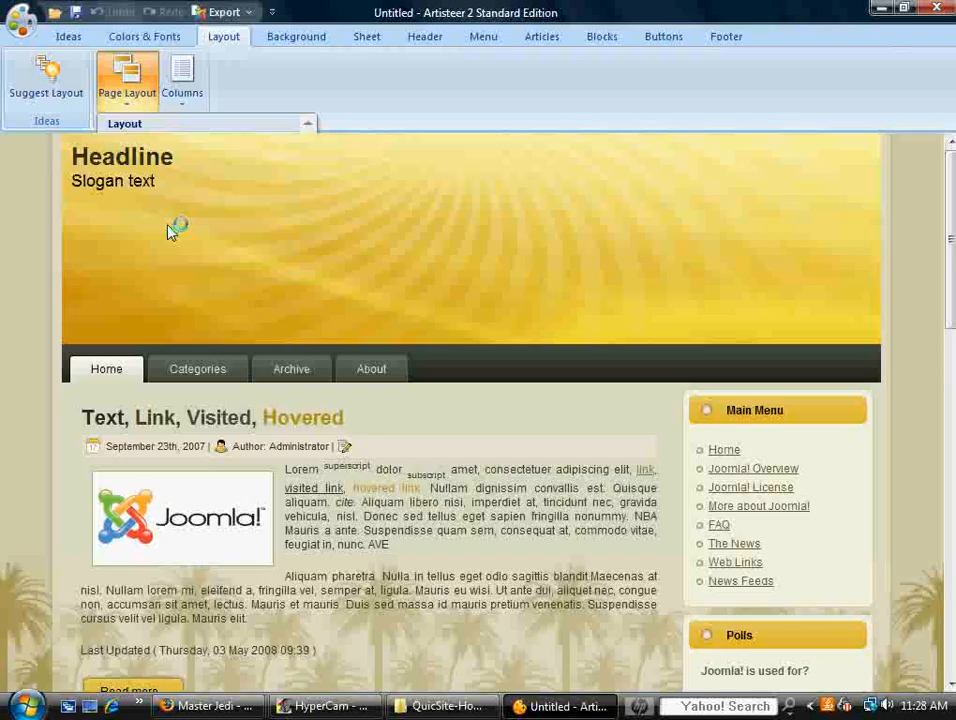 Undo Redo Export Untitled - Artisteer 2 Standard Edition
Ideas Colors & Fonts Layout Background Sheet Header Menu Articles Blocks Buttons Footer
Suggest Layout Page Layout Columns
Ideas Layout
Headline
Slogan text
Home Categories Archive About
Text, Link, Visited, Hovered
September 23th, 2007 | Author: Administrator |
Lorem superscript dolor subscript amet, consectetuer adipiscing elit, link,
visited link, hovered link. Nullam dignissim convallis est. Quisque
aliquam. cite. Aliquam libero nisi, imperdiet at, tincidunt nec, gravida
vehicula, nisl. Donec sed tellus eget sapien fringilla nonummy. NBA
Mauris a ante. Suspendisse quam sem, consequat at, commodo vitae,
feugiat in, nunc. AVE
Joomla!™
Aliquam pharetra. Nulla in tellus eget odio sagittis blandit.Maecenas at
nisl. Nullam lorem mi, eleifend a, fringilla vel, semper at, ligula. Mauris eu wisi. Ut ante dui, aliquet nec, congue
non, accumsan sit amet, lectus. Mauris et mauris. Duis sed massa id mauris pretium venenatis. Suspendisse
cursus velit vel ligula. Mauris elit.
Last Updated ( Thursday, 03 May 2008 09:39 )
Read more...
Main Menu
Home
Joomla! Overview
Joomla! License
More about Joomla!
FAQ
The News
Web Links
News Feeds
Polls
Joomla! is used for?
Master Jedi - ... HyperCam - ... QuicSite-Ho... Untitled - Arti... Yahoo! Search 11:28 AM